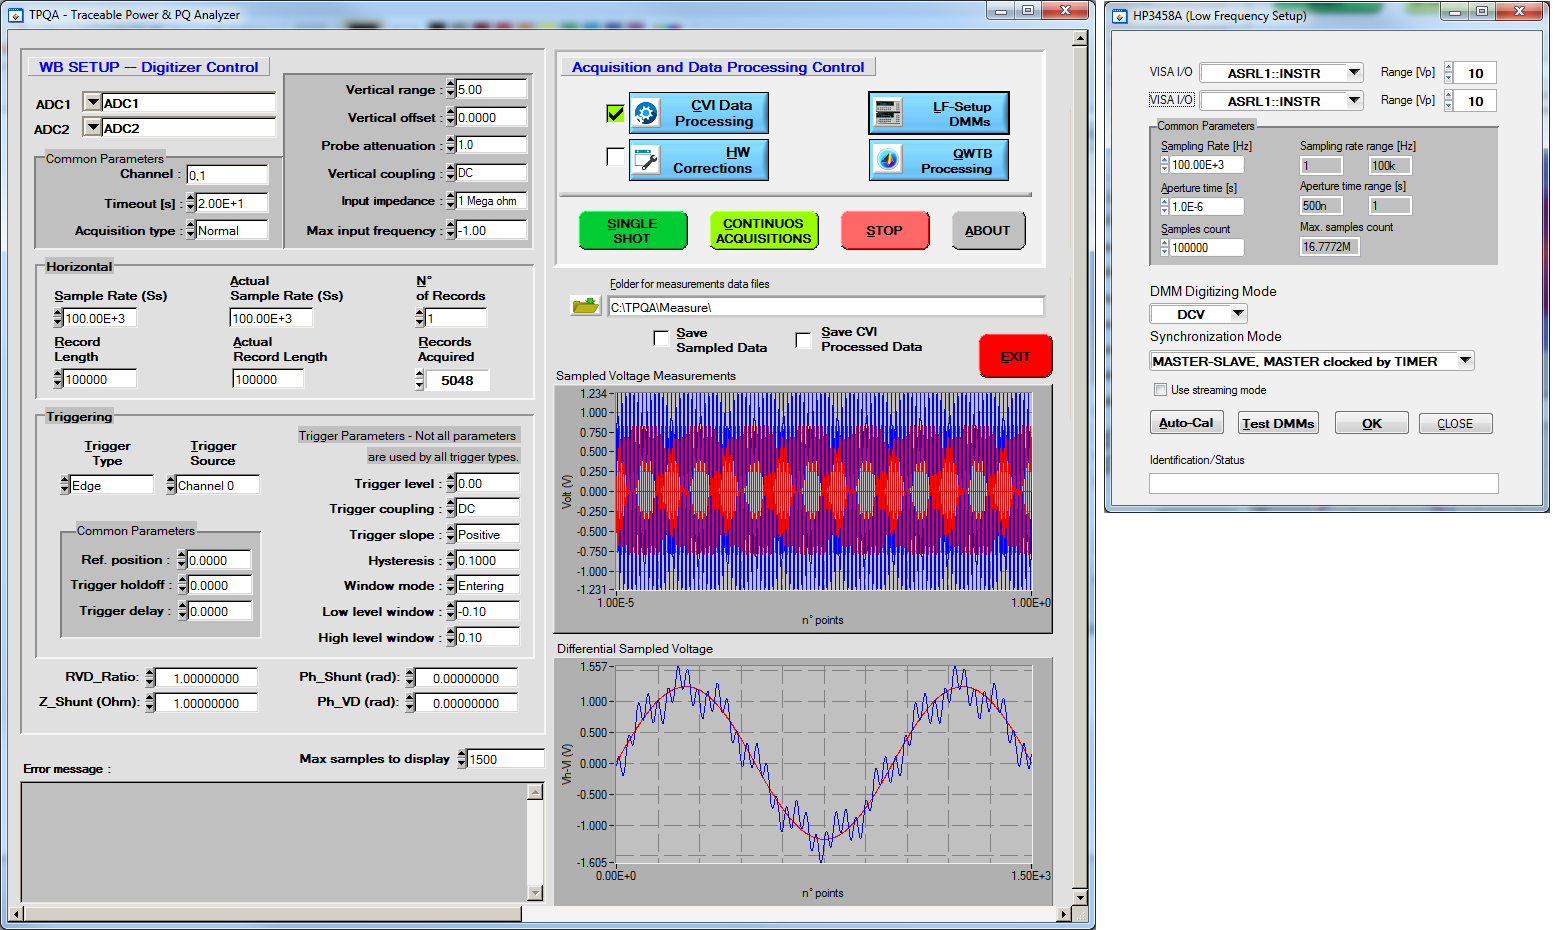 TPQA - Traceable Power & PQ Analyzer
WB SETUP -- Digitizer Control
ADC1 ADC1
ADC2 ADC2
Common Parameters
Channel : 0,1
Timeout [s] : 2.00E+1
Acquisition type : Normal
Vertical range : 5.00
Vertical offset : 0.0000
Probe attenuation : 1.0
Vertical coupling : DC
Input impedance : 1 Mega ohm
Max input frequency : -1.00
Horizontal
Sample Rate (Ss)
100.00E+3
Actual
Sample Rate (Ss)
100.00E+3
N°
of Records
1
Record
Length
100000
Actual
Record Length
100000
Records
Acquired
5048
Triggering
Trigger
Type
Edge
Trigger
Source
Channel 0
Trigger Parameters - Not all parameters
are used by all trigger types.
Trigger level : 0.00
Trigger coupling : DC
Trigger slope : Positive
Hysteresis : 0.1000
Window mode : Entering
Low level window : -0.10
High level window : 0.10
Common Parameters
Ref. position : 0.0000
Trigger holdoff : 0.0000
Trigger delay : 0.0000
RVD_Ratio: 1.00000000
Z_Shunt (Ohm): 1.00000000
Ph_Shunt (rad): 0.00000000
Ph_VD (rad): 0.00000000
Max samples to display 1500
Error message :
Acquisition and Data Processing Control
CVI Data
Processing
LF-Setup
DMMs
HW
Corrections
QWTB
Processing
SINGLE
SHOT
CONTINUOS
ACQUISITIONS
STOP
ABOUT
Folder for measurements data files
C:\TPQA\Measure\
Save
Sampled Data
Save CVI
Processed Data
EXIT
Sampled Voltage Measurements
Volt (V)
1.234
1.000
0.750
0.500
0.250
0.000
-0.250
-0.500
-0.750
-1.000
-1.231
1.00E-5 1.00E+0
n° points
Differential Sampled Voltage
Vh-Vl (V)
1.557
1.000
0.500
0.000
-0.500
-1.000
-1.605
0.00E+0 1.50E+3
n° points
HP3458A (Low Frequency Setup)
VISA I/O ASRL1::INSTR Range [Vp] 10
VISA I/O ASRL1::INSTR Range [Vp] 10
Common Parameters
Sampling Rate [Hz]
100.00E+3
Sampling rate range [Hz]
1 100k
Aperture time [s]
1.0E-6
Aperture time range [s]
500n 1
Samples count
100000
Max. samples count
16.7772M
DMM Digitizing Mode
DCV
Synchronization Mode
MASTER-SLAVE, MASTER clocked by TIMER
Use streaming mode
Auto-Cal Test DMMs OK CLOSE
Identification/Status